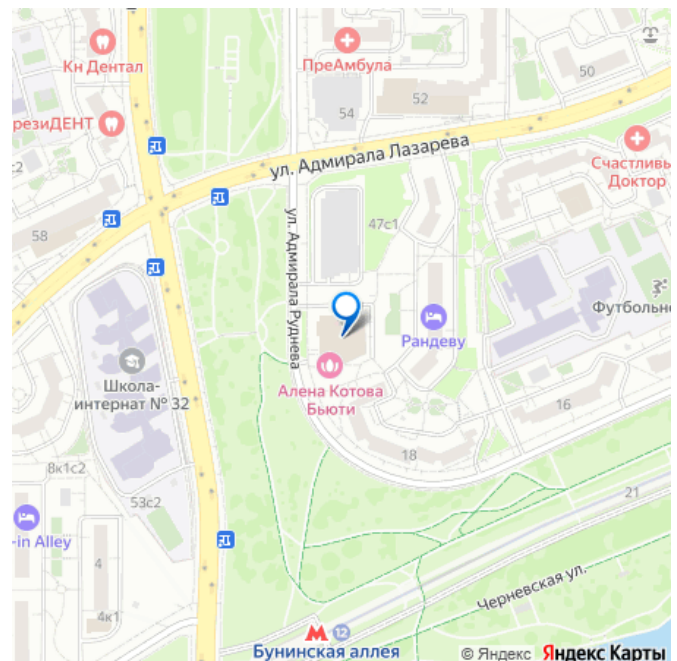 Кн Дентал
ПреАмбула
50
52
54
резиДЕНТ
ул. Адмирала Лазарева
Счастливы
Доктор
с2
58
47с1
ул. Адмирала Руднева
Футбольн
Рандеву
Школа-
интернат № 32
Алена Котова
Бьюти
16
18
8к1с2
53с2
21
-in Alley
4
4к1
Черневская ул.
12
Бунинская аллея
© Яндекс Яндекс Карты